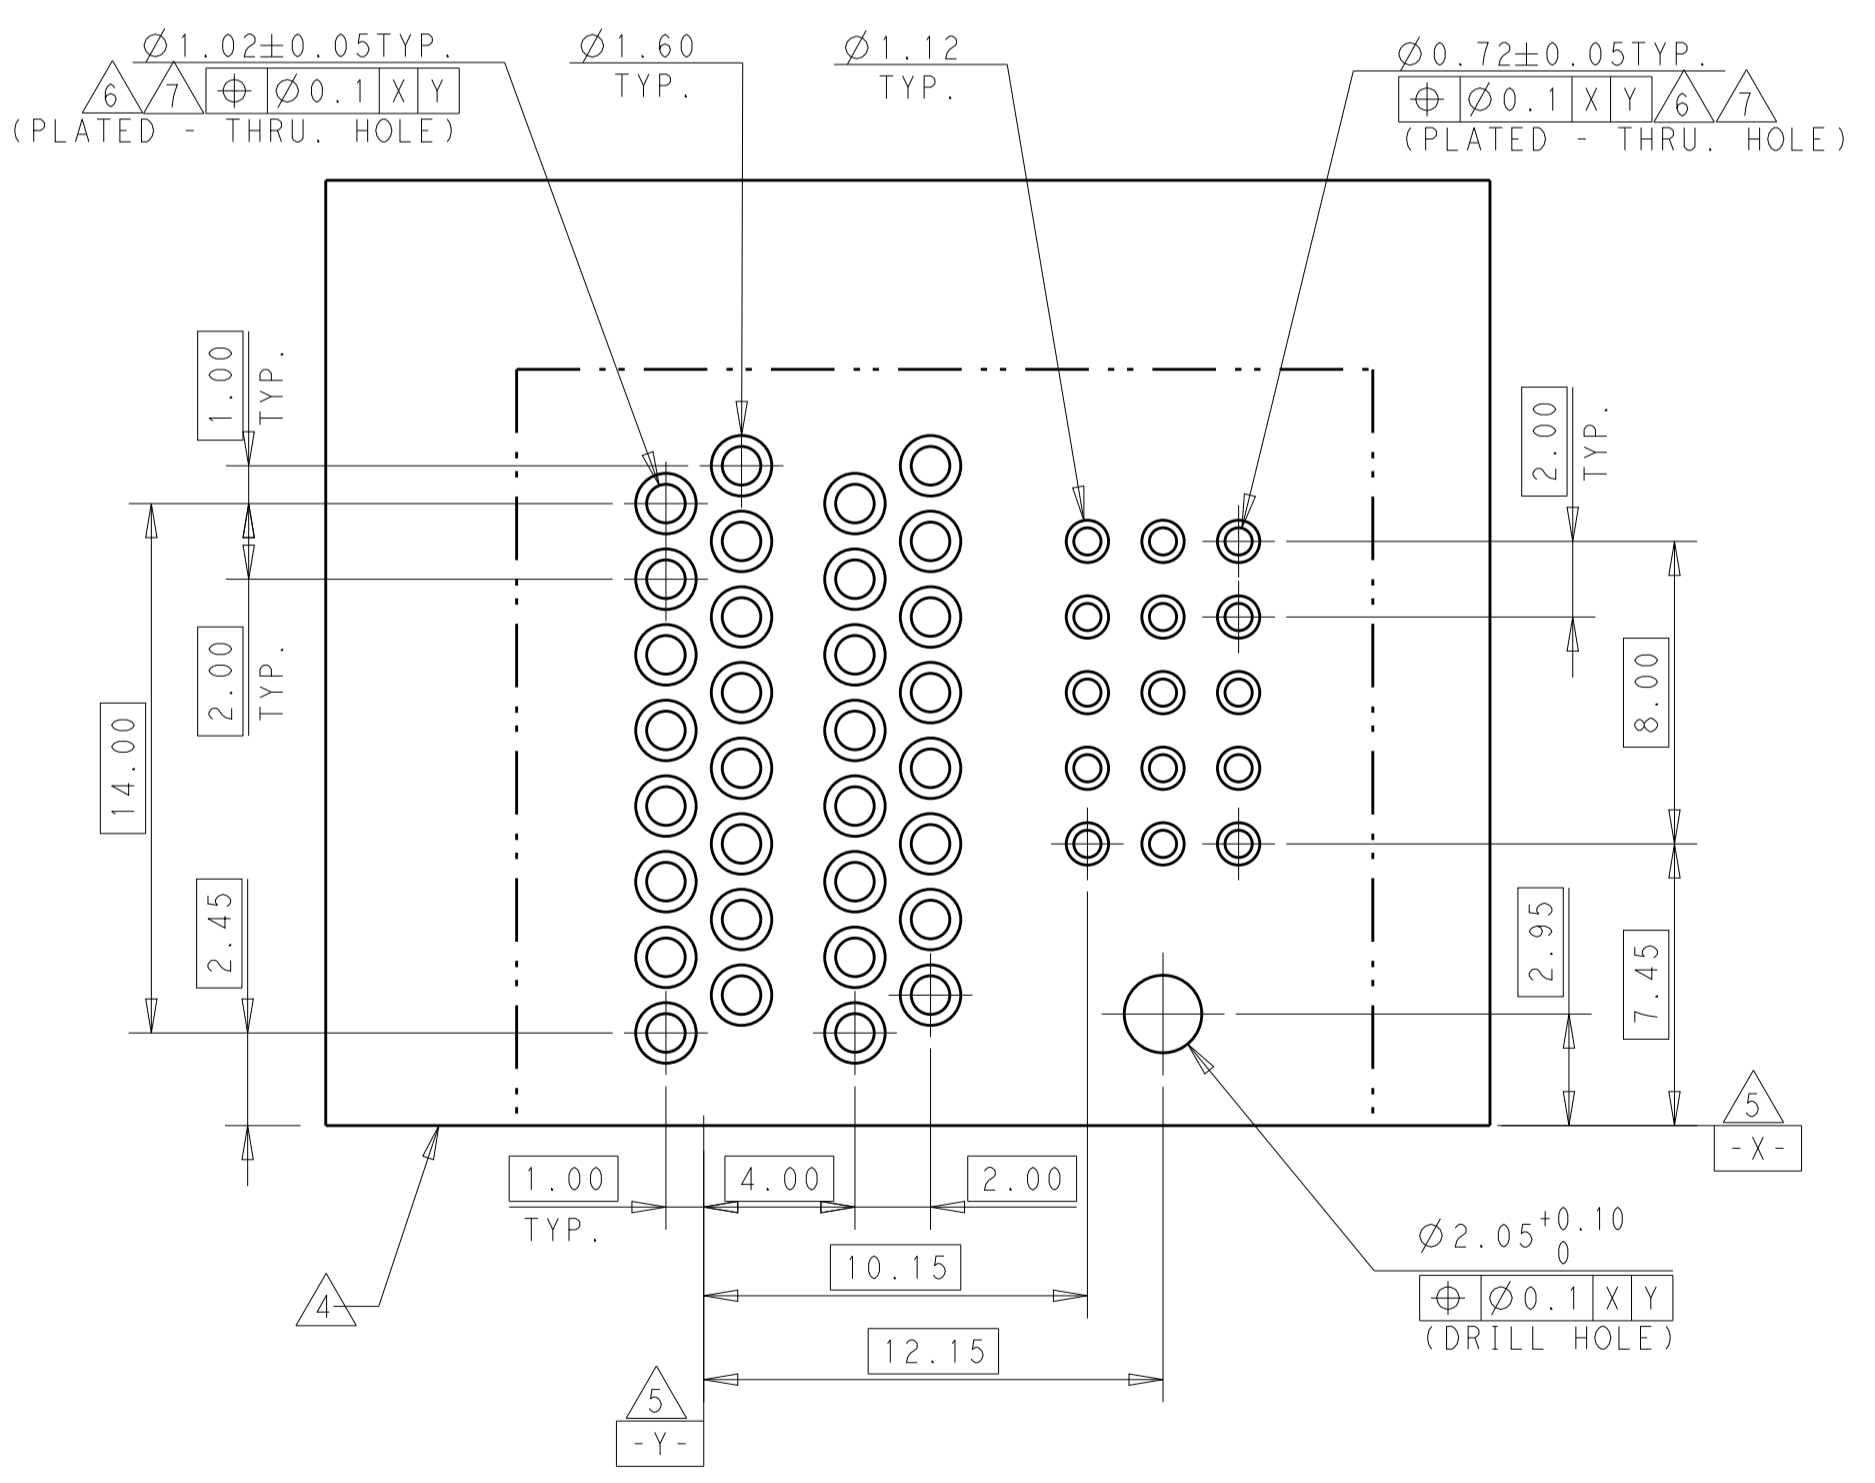 Ø1.02±0.05TYP.
6 7 ⌖ Ø0.1 X Y
(PLATED - THRU. HOLE)
Ø1.60
TYP.
Ø1.12
TYP.
Ø0.72±0.05TYP.
⌖ Ø0.1 X Y 6 7
(PLATED - THRU. HOLE)
1.00
TYP.
2.00
TYP.
14.00
2.45
2.00
TYP.
8.00
2.95
7.45
5
-X-
1.00
TYP.
4.00
2.00
10.15
12.15
4
5
-Y-
Ø2.05 +0.10
0
⌖ Ø0.1 X Y
(DRILL HOLE)